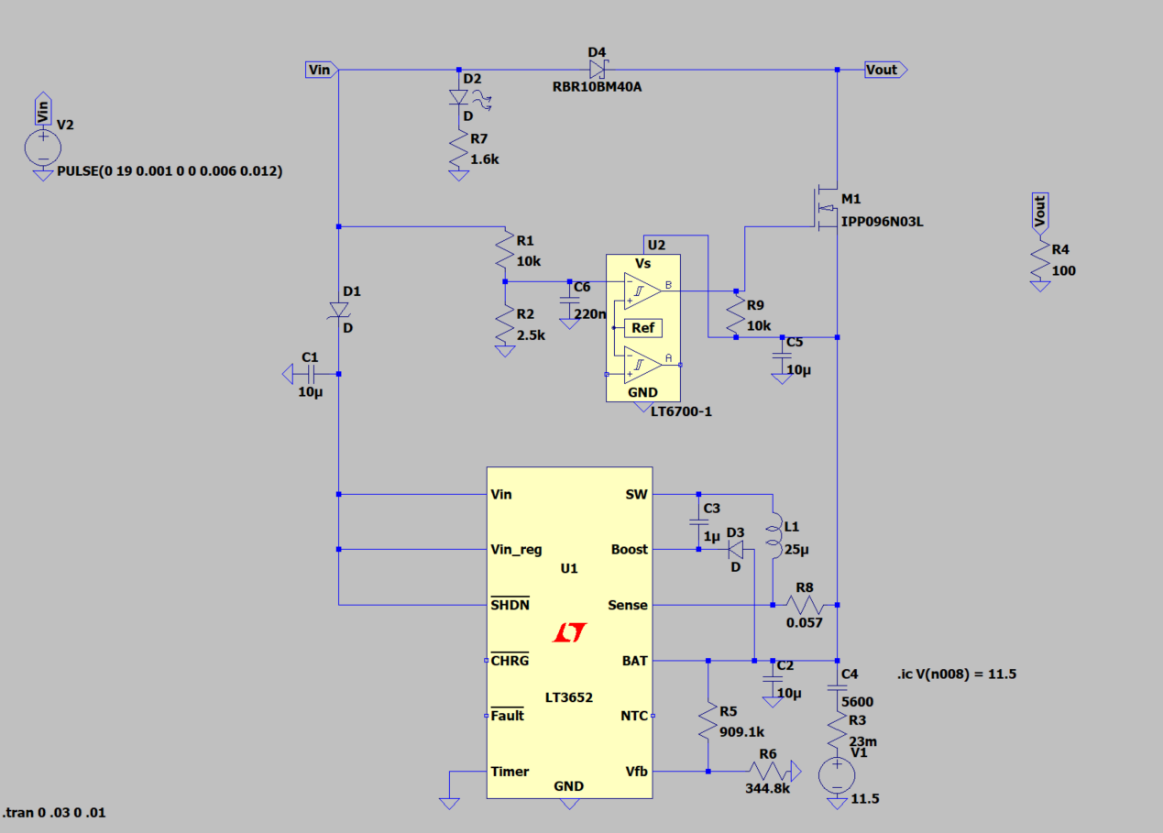 D4
Vin
Vout
RBR10BM40A
D2
D
Vin
V2
R7
1.6k
PULSE(0 19 0.001 0 0 0.006 0.012)
M1
IPP096N03L
Vout
R4
100
R1
10k
U2
Vs
B
C6
220n
R2
2.5k
Ref
R9
10k
D1
D
A
C5
10µ
C1
10µ
GND
LT6700-1
Vin
SW
C3
1µ
D3
D
L1
25µ
Vin_reg
Boost
U1
SHDN
Sense
R8
0.057
CHRG
BAT
C2
10µ
C4
5600
.ic V(n008) = 11.5
LT3652
Fault
NTC
R5
909.1k
R3
23m
V1
11.5
Timer
Vfb
R6
344.8k
GND
.tran 0 .03 0 .01